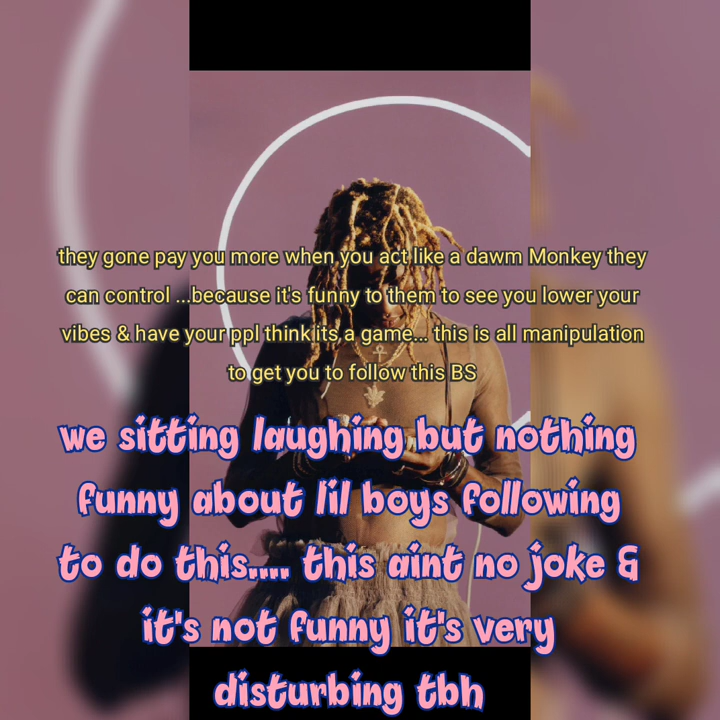 they gone pay you more when you act like a dawm Monkey they
can control ...because it's funny to them to see you lower your
vibes & have your ppl think its a game... this is all manipulation
to get you to follow this BS
we sitting laughing but nothing
funny about lil boys following
to do this.... this aint no joke &
it's not funny it's very
disturbing tbh